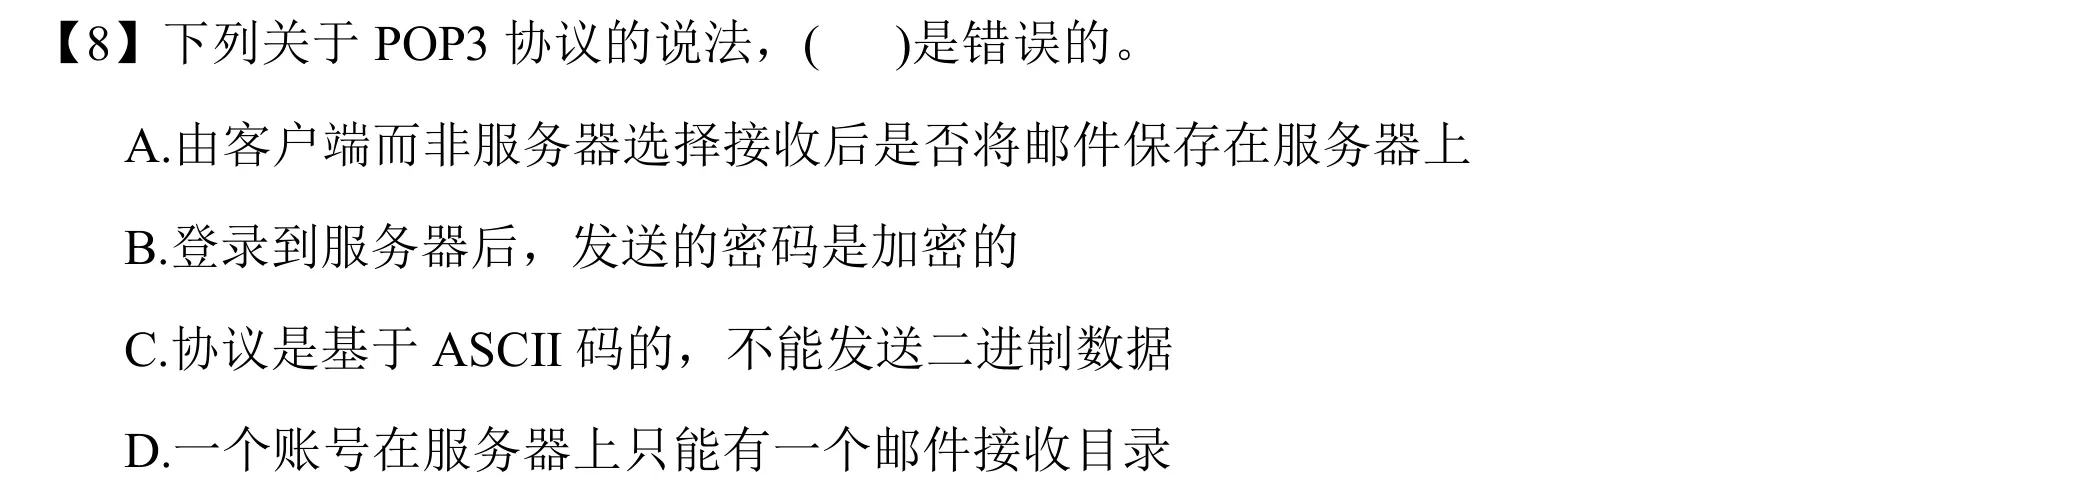 【8】下列关于 POP3 协议的说法，(    )是错误的。
A.由客户端而非服务器选择接收后是否将邮件保存在服务器上
B.登录到服务器后，发送的密码是加密的
C.协议是基于 ASCII 码的，不能发送二进制数据
D.一个账号在服务器上只能有一个邮件接收目录